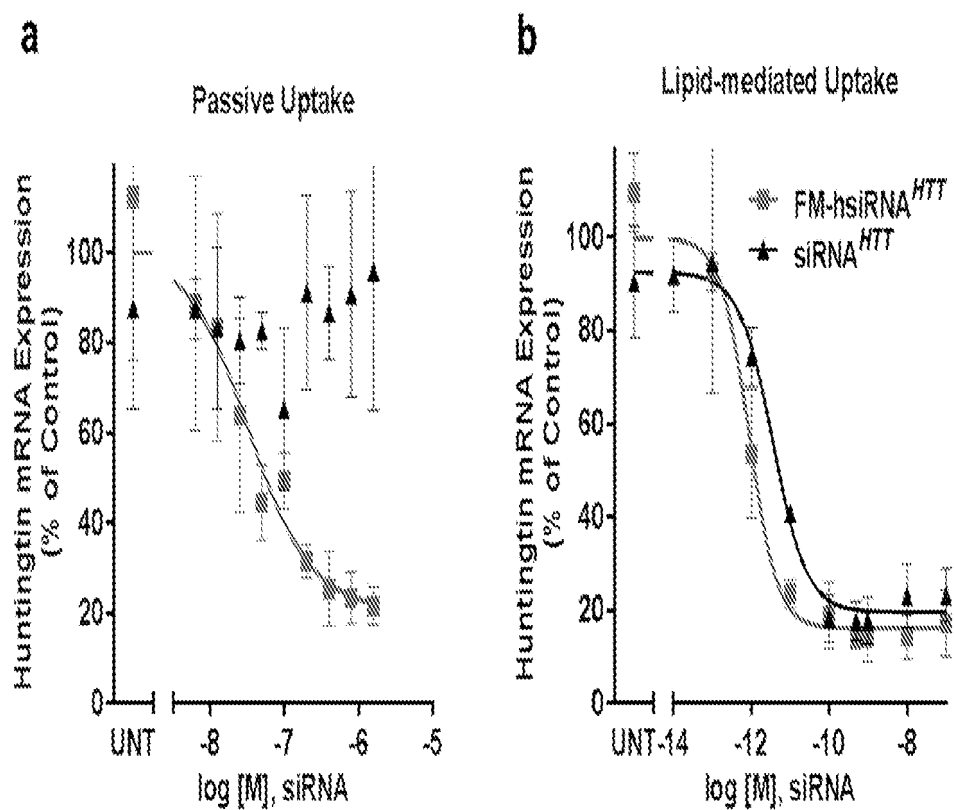 a
Passive Uptake
Huntingtin mRNA Expression
(% of Control)
100
80
60
40
20
0
UNT
-8
-7
-6
-5
log [M], siRNA
b
Lipid-mediated Uptake
FM-hsiRNA^HTT
siRNA^HTT
Huntingtin mRNA Expression
(% of Control)
100
80
60
40
20
0
UNT
-14
-12
-10
-8
log [M], siRNA